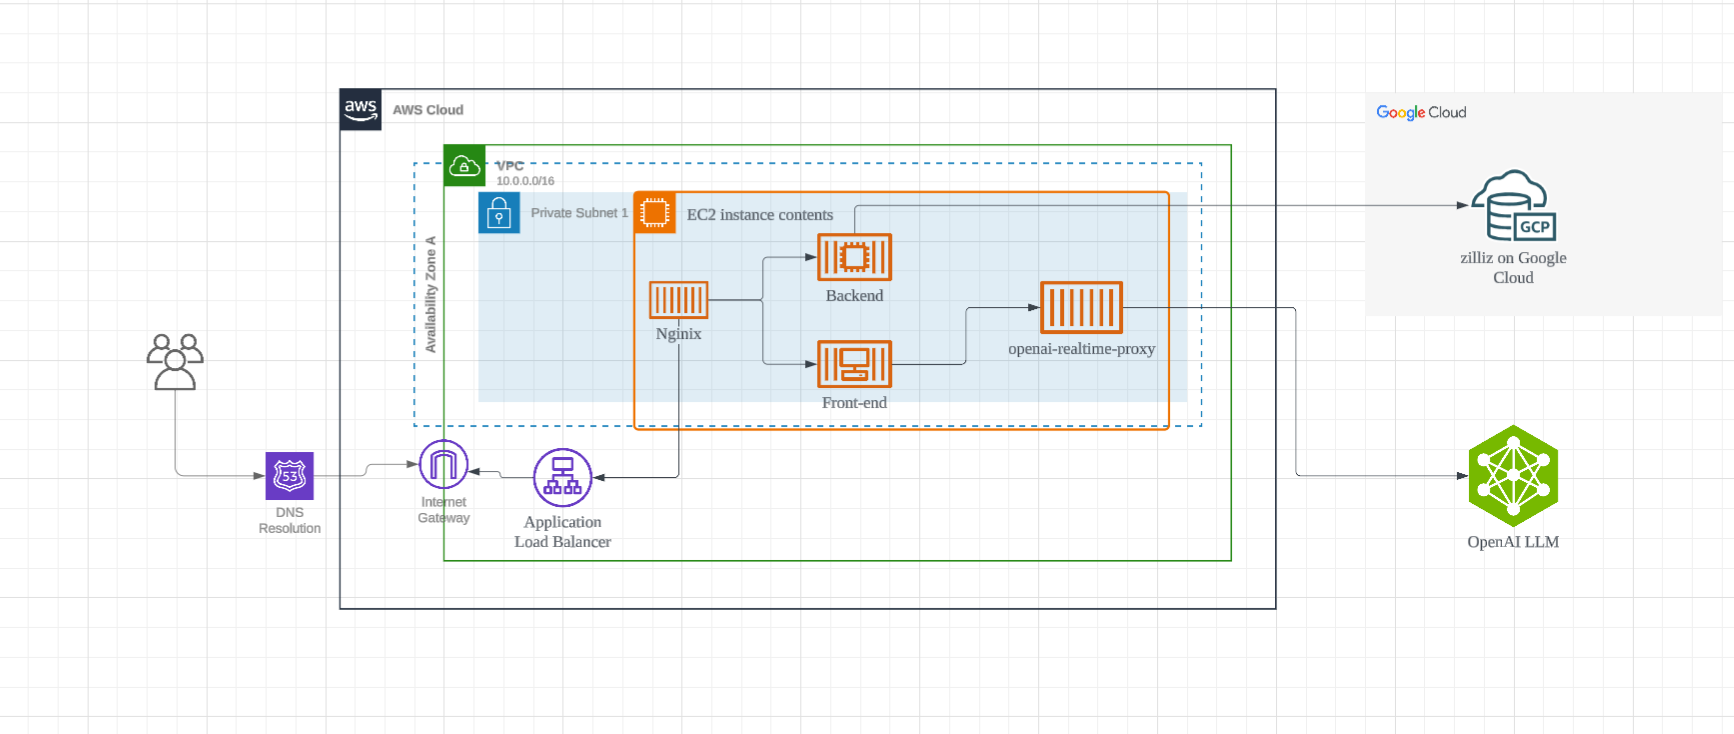 aws
AWS Cloud
Google Cloud
VPC
10.0.0.0/16
Private Subnet 1
EC2 instance contents
GCP
Availability Zone A
zilliz on Google
Cloud
Backend
Nginix
openai-realtime-proxy
Front-end
53
Internet
Gateway
DNS
Resolution
Application
Load Balancer
OpenAI LLM